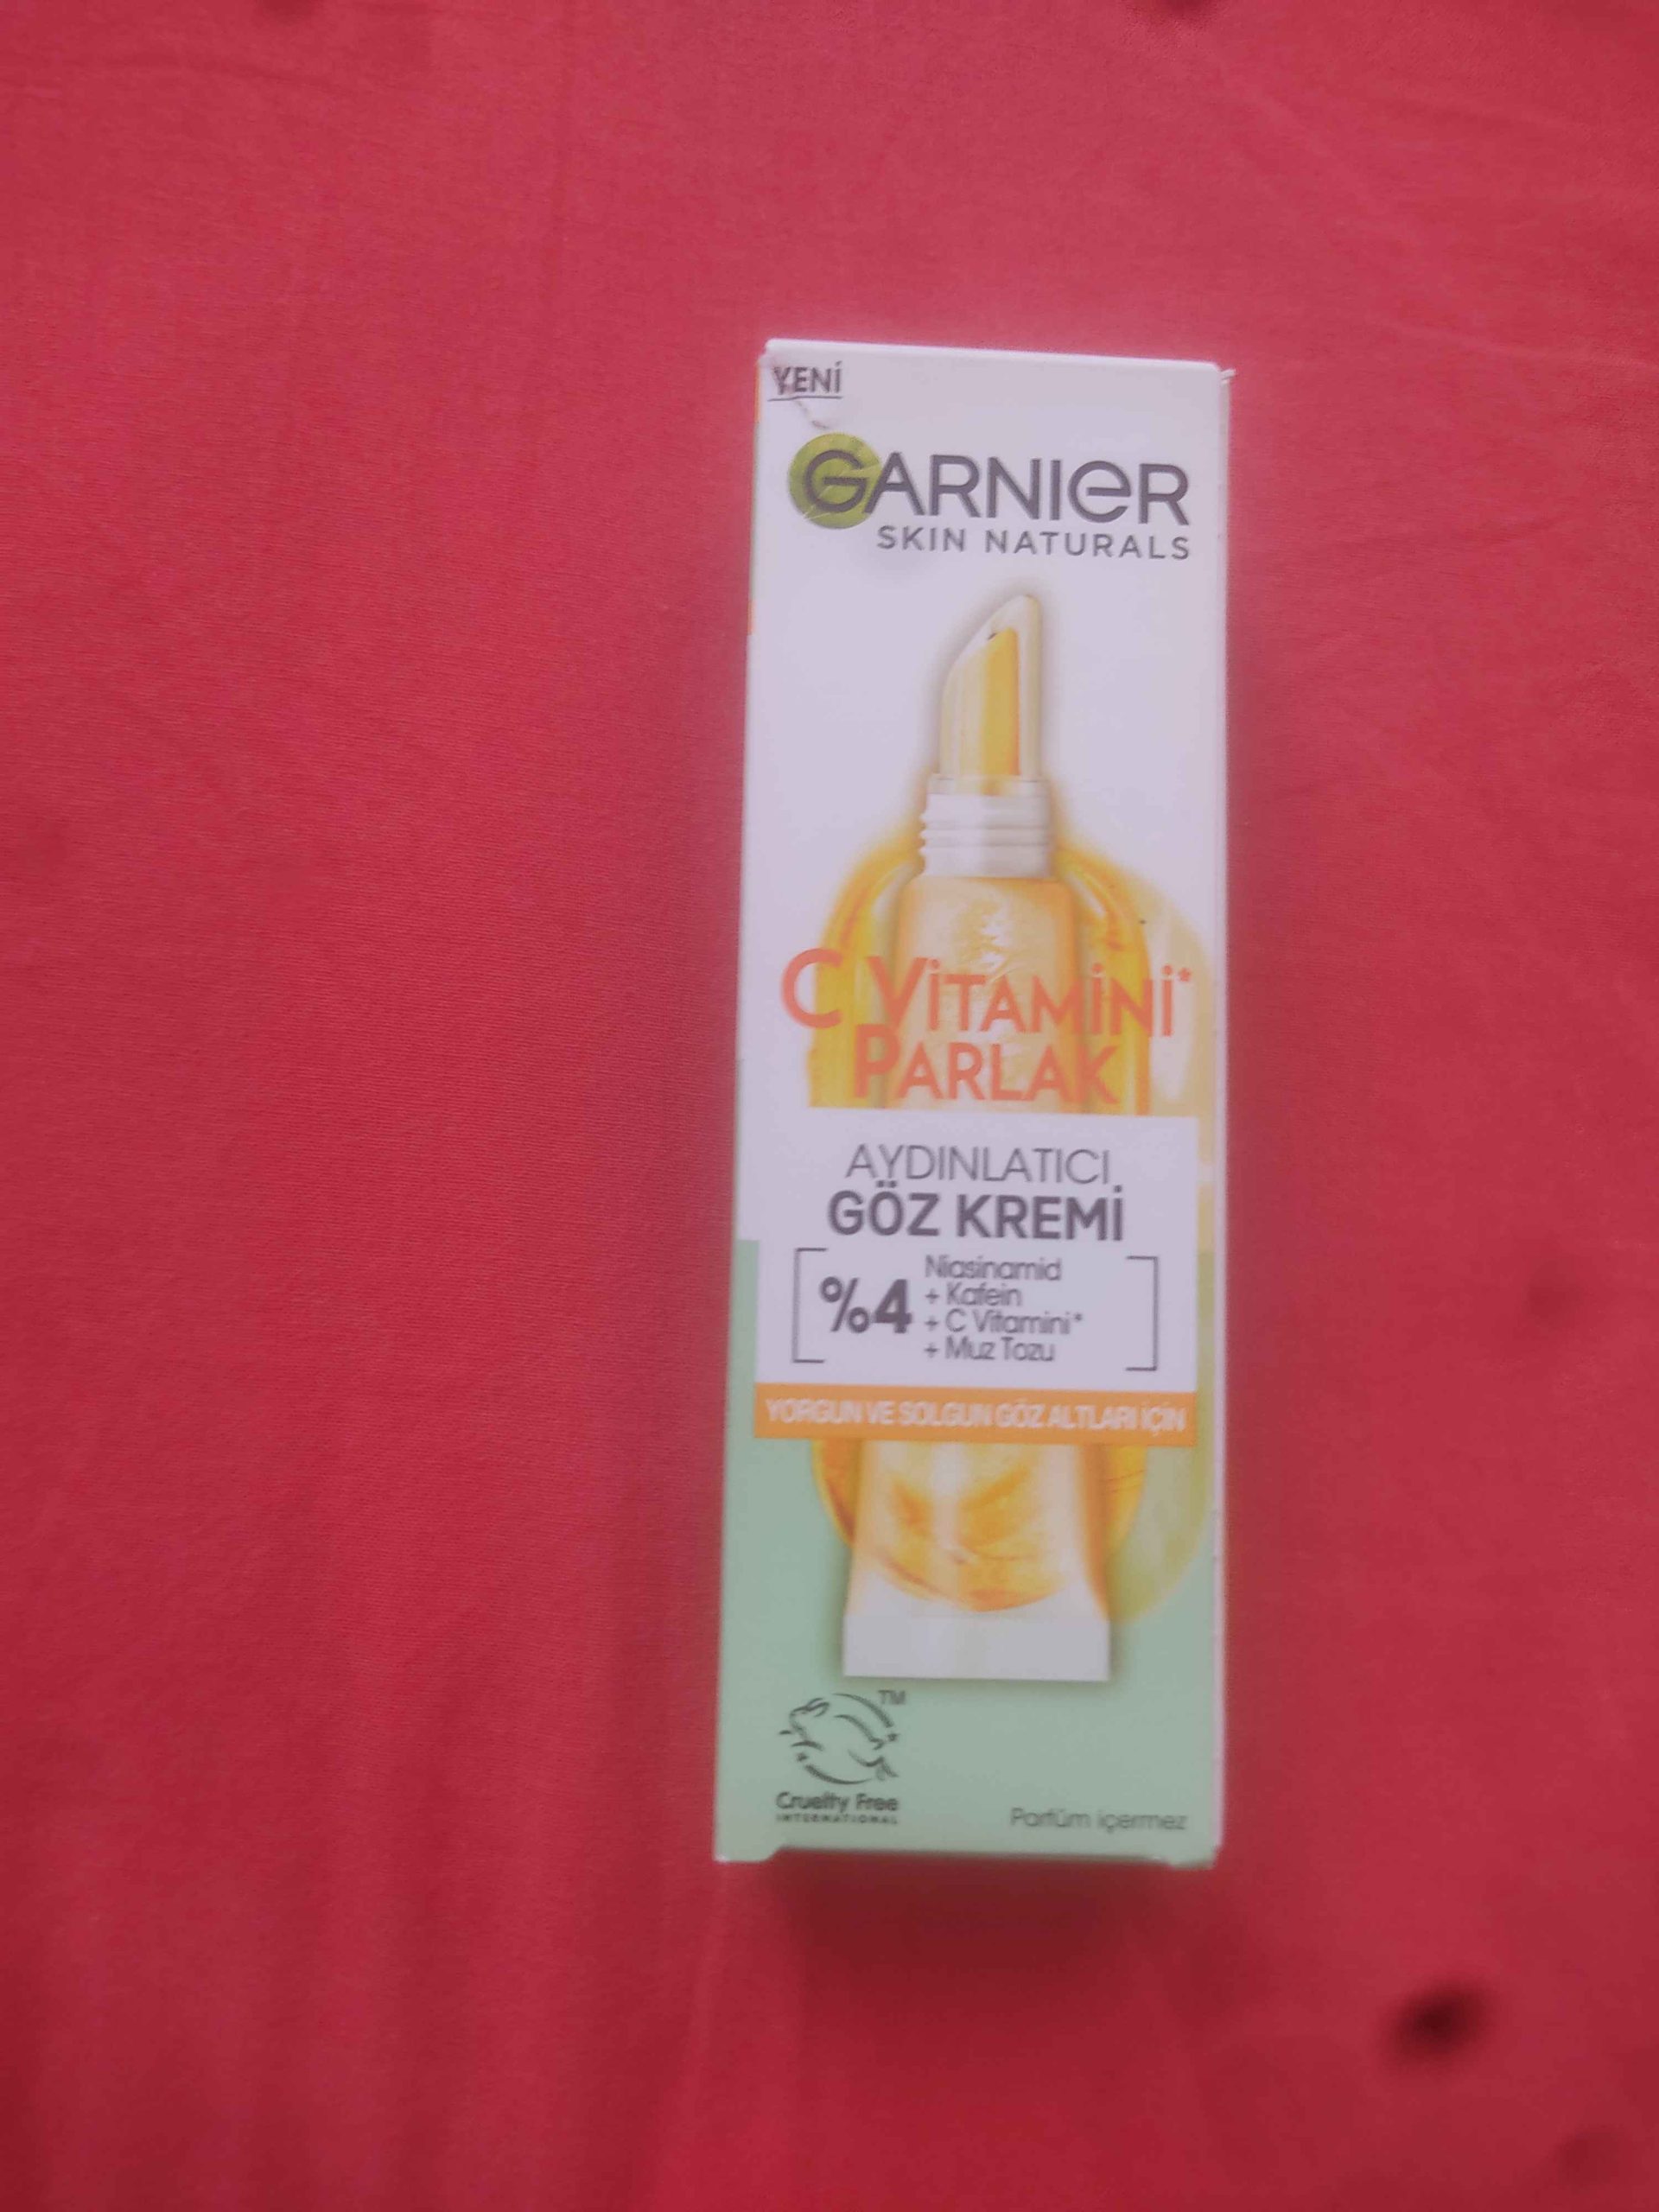 YENİ
GARNIER
SKIN NATURALS
C VİTAMİNİ*
PARLAK
AYDINLATICI
GÖZ KREMİ
%4
Niasinamid
+ Kafein
+ C Vitamini*
+ Muz Tozu
YORGUN VE SOLGUN GÖZ ALTLARI İÇİN
TM
Cruelty Free
INTERNATIONAL
Parfüm içermez